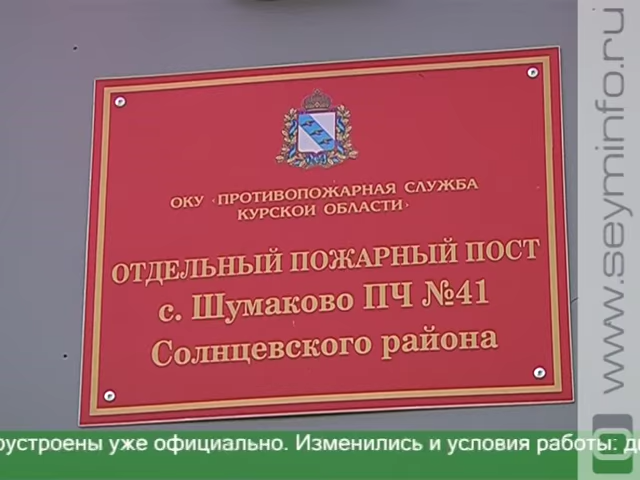 ОКУ «ПРОТИВОПОЖАРНАЯ СЛУЖБА
КУРСКОЙ ОБЛАСТИ»
ОТДЕЛЬНЫЙ ПОЖАРНЫЙ ПОСТ
с. Шумаково ПЧ №41
Солнцевского района
www.seyminfo.ru
уже официально. Изменились и условия работы: